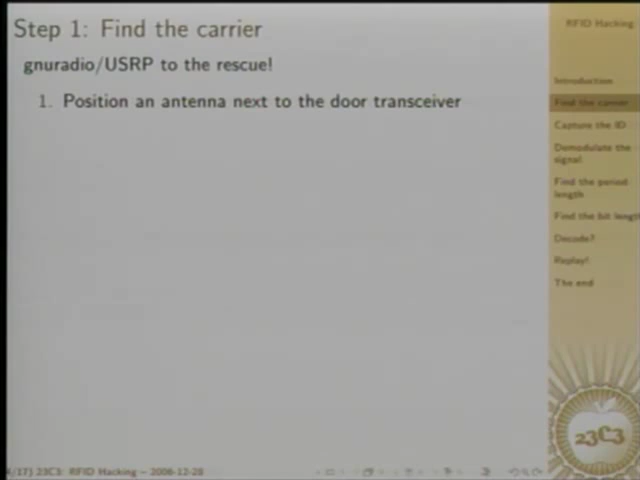 Step 1: Find the carrier
gnuradio/USRP to the rescue!
1. Position an antenna next to the door transceiver
RFID Hacking
Introduction
Find the carrier
Capture the ID
Demodulate the
signal
Find the period
length
Find the bit length
Decode?
Replay!
The end
23C3
/17) 23C3: RFID Hacking – 2006-12-28